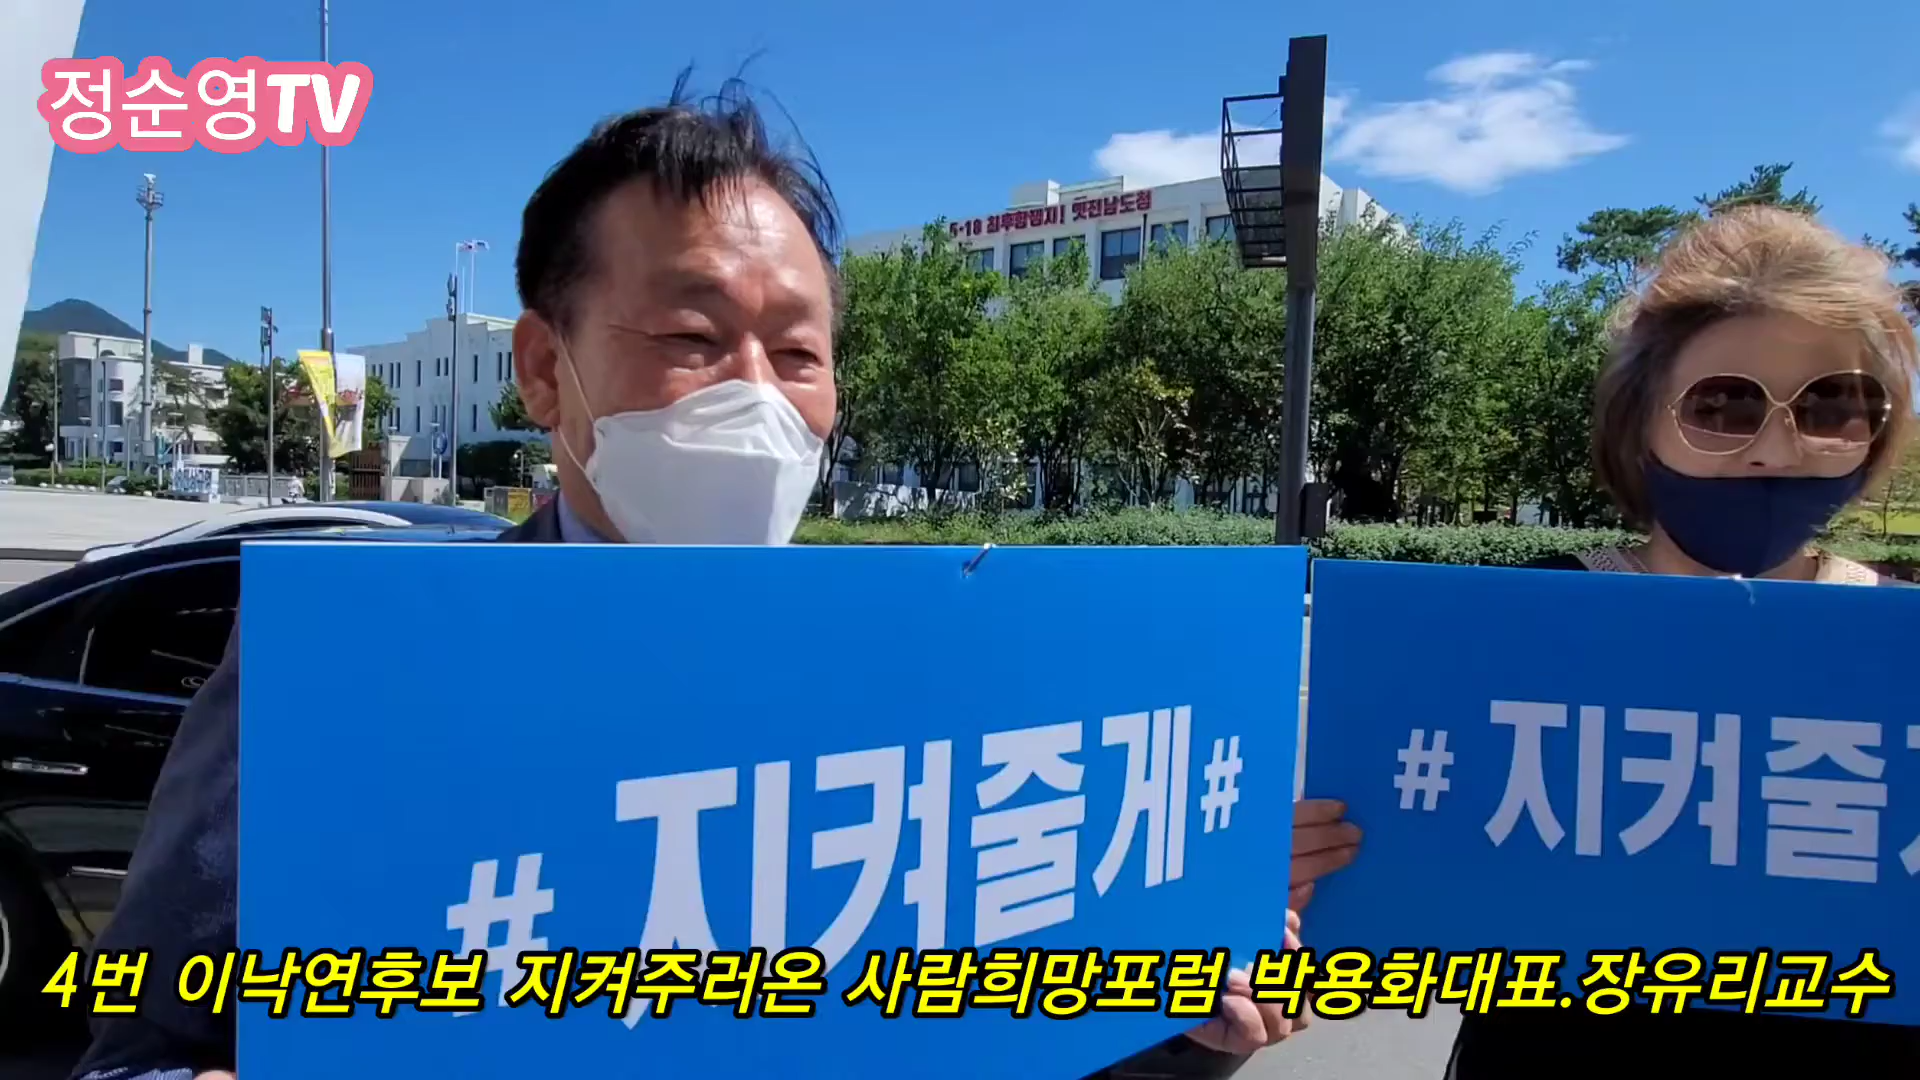 정순영TV
5·18 최후항쟁지! 옛전남도청
# 지켜줄게 #
# 지켜줄
4번 이낙연후보 지켜주러온 사람희망포럼 박용화대표.장유리교수